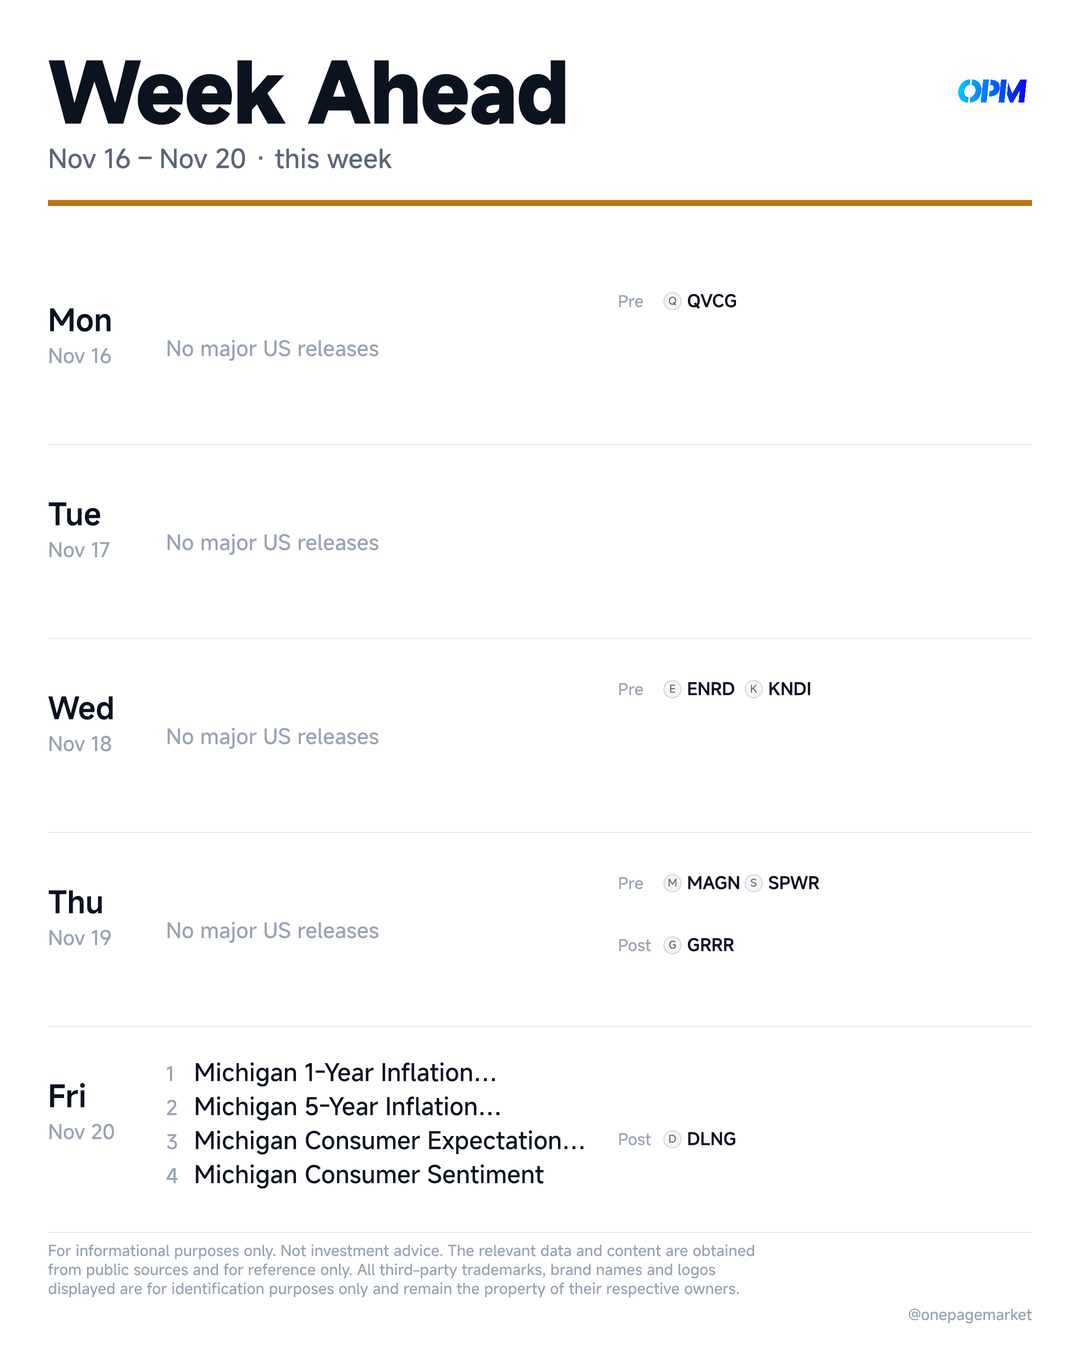 Week Ahead
OPM
Nov 16 – Nov 20 · this week
Mon
Nov 16
No major US releases
Pre Q QVCG
Tue
Nov 17
No major US releases
Wed
Nov 18
No major US releases
Pre E ENRD K KNDI
Thu
Nov 19
No major US releases
Pre M MAGN S SPWR
Post G GRRR
Fri
Nov 20
1 Michigan 1-Year Inflation...
2 Michigan 5-Year Inflation...
3 Michigan Consumer Expectation...
4 Michigan Consumer Sentiment
Post D DLNG
For informational purposes only. Not investment advice. The relevant data and content are obtained
from public sources and for reference only. All third-party trademarks, brand names and logos
displayed are for identification purposes only and remain the property of their respective owners.
@onepagemarket